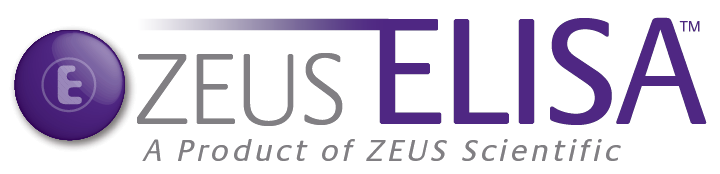 E ZEUS ELISA™
A Product of ZEUS Scientific